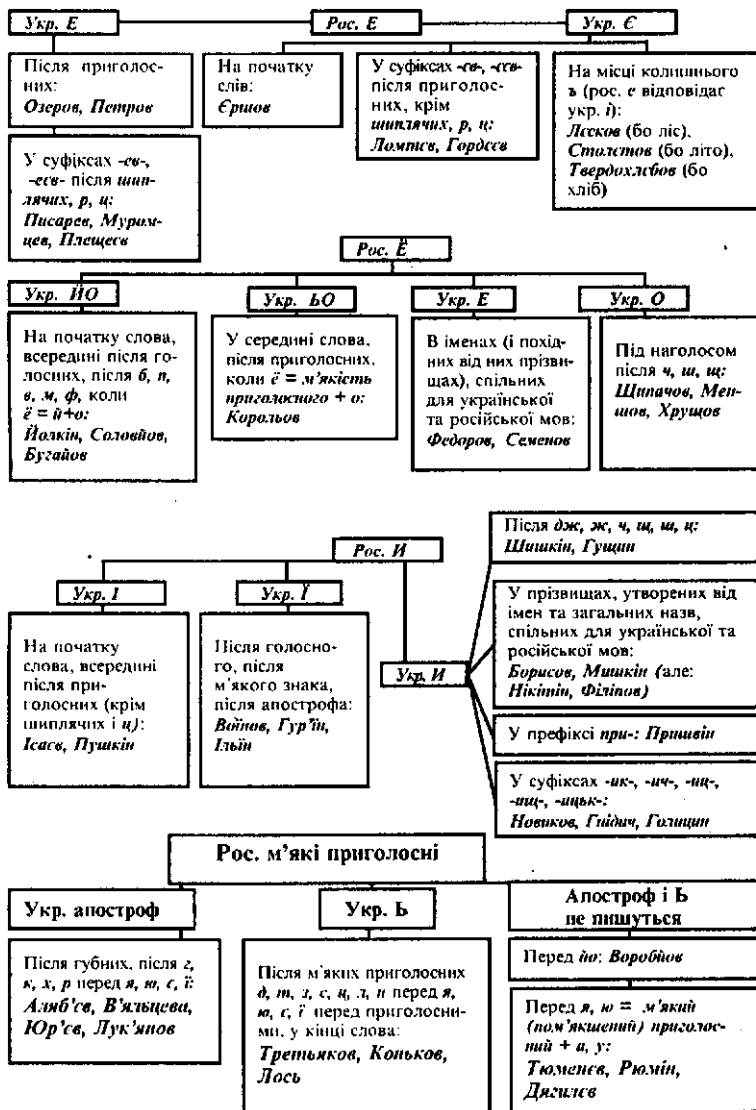 Укр. Е
Рос. Е
Укр. Є
Після приголос-
них:
Озеров, Петров
На початку
слів:
Єршов
У суфіксах -єв-, -єєв-
після приголос-
них, крім
шиплячих, р, ц:
Ломтєв, Гордєєв
На місці колишнього
ъ (рос. е відповідає
укр. і):
Лєсков (бо ліс),
Столєтов (бо літо),
Твердохлєбов (бо
хліб)
У суфіксах -ев-,
-еєв- після шип-
лячих, р, ц:
Писарев, Муром-
цев, Плещеєв
Рос. Ё
Укр. ЙО
Укр. ЬО
Укр. Е
Укр. О
На початку слова,
всередині після го-
лосних, після б, п,
в, м, ф, коли
ё = й+о:
Йолкін, Соловйов,
Бугайов
У середині слова,
після приголосних,
коли ё = м'якість
приголосного + о:
Корольов
В іменах (і похід-
них від них прізви-
щах), спільних
для української
та російської мов:
Федоров, Семенов
Під наголосом
після ч, ш, щ:
Щипачов, Мен-
шов, Хрущов
Рос. И
Укр. І
Укр. Ї
Укр. И
На початку
слова, всередині
після при-
голосних (крім
шиплячих і ц):
Ісаєв, Пушкін
Після голосно-
го, після
м'якого знака,
після апострофа:
Воїнов, Гур'їн,
Ільїн
Після дж, ж, ч, щ, ш, ц:
Шишкін, Гущин
У прізвищах, утворених від
імен та загальних назв,
спільних для української та
російської мов:
Борисов, Мишкін (але:
Нікітін, Філіпов)
У префіксі при-: Пришвін
У суфіксах -ик-, -ич-, -иц-,
-ищ-, -ицьк-:
Новиков, Гнідич, Голицин
Рос. м'які приголосні
Укр. апостроф
Укр. Ь
Апостроф і Ь
не пишуться
Після губних, після г,
к, х, р перед я, ю, є, ї:
Аляб'єв, В'яльцева,
Юр'єв, Лук'янов
Після м'яких приголосних
д, т, з, с, ц, л, н перед я,
ю, є, ї перед приголосни-
ми, у кінці слова:
Третьяков, Коньков,
Лось
Перед йо: Воробйов
Перед я, ю = м'який
(пом'якшений) приголос-
ний + а, у:
Тюменєв, Рюмін,
Дягилєв